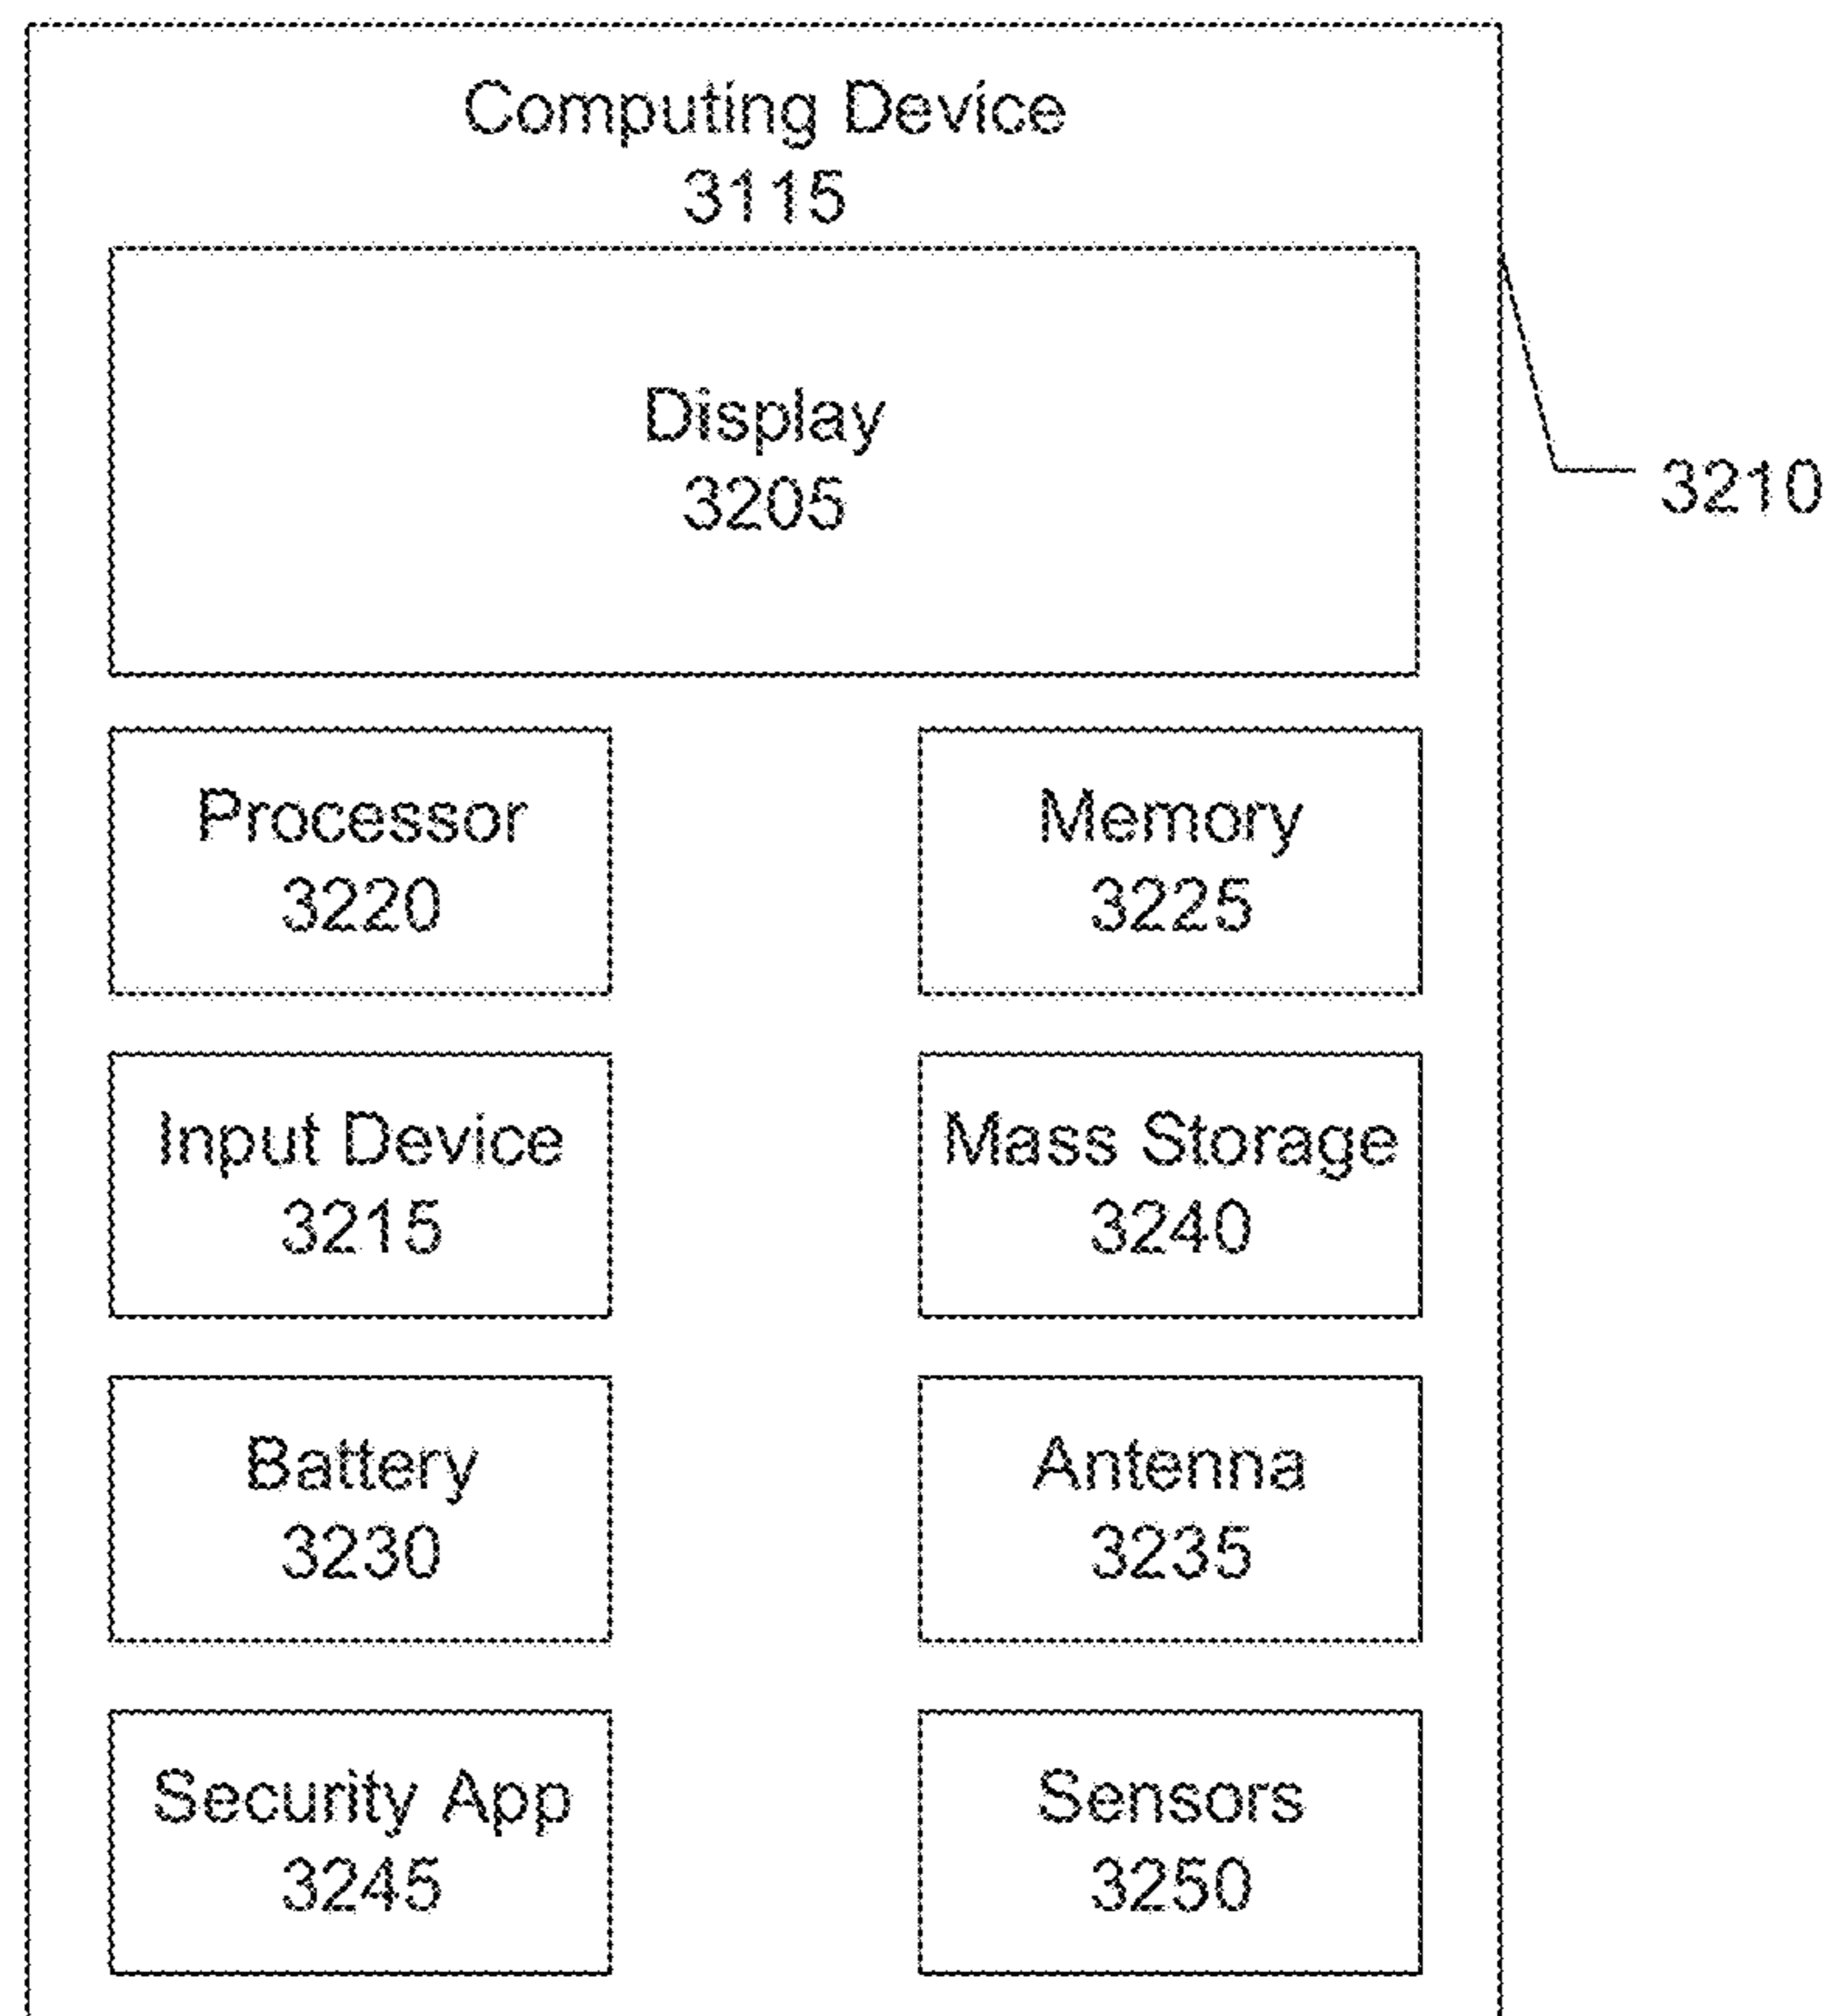 Computing Device
3115
Display
3205
3210
Processor
3220
Memory
3225
Input Device
3215
Mass Storage
3240
Battery
3230
Antenna
3235
Security App
3245
Sensors
3250